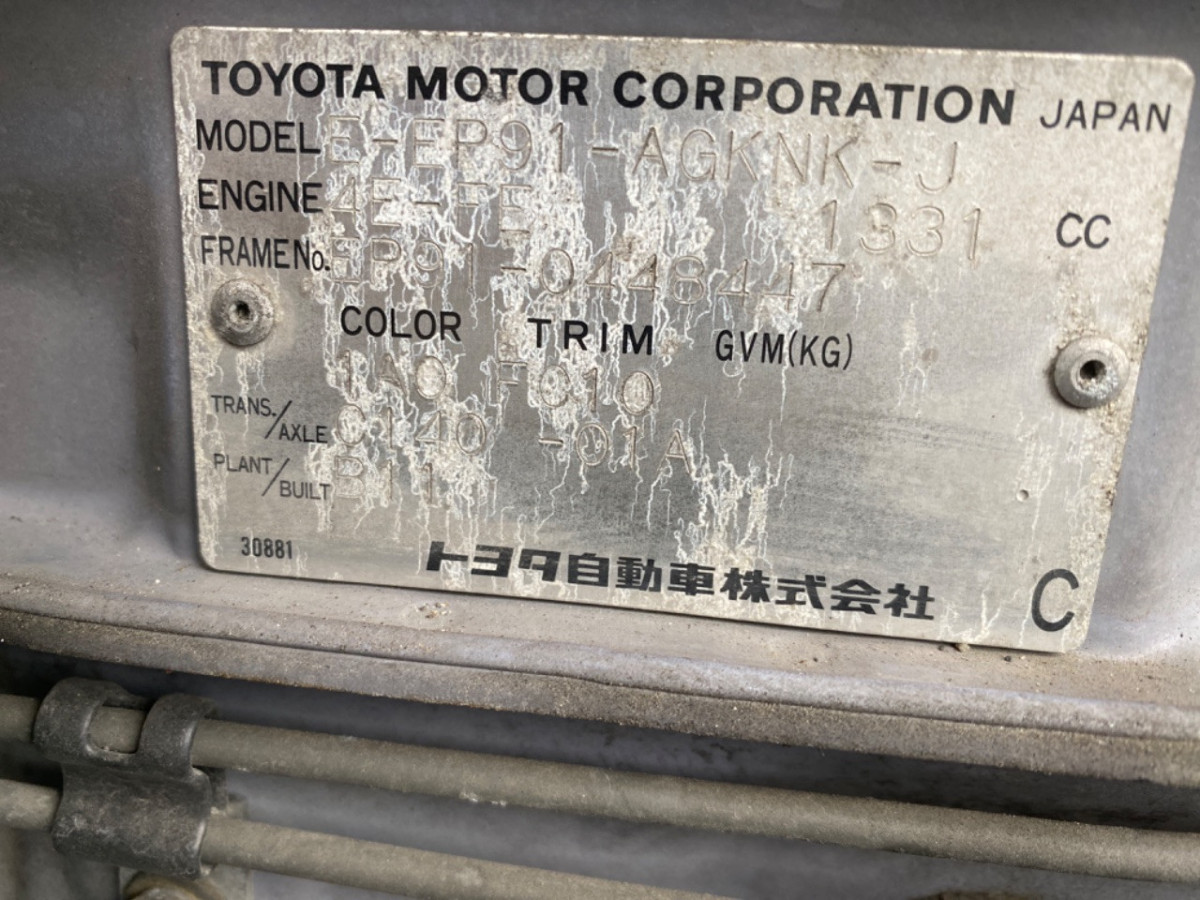 TOYOTA MOTOR CORPORATION JAPAN
MODEL E-EP91-AGKNK-J
ENGINE 4E-FE 1331 CC
FRAME No. EP91-0448447
COLOR TRIM GVM(KG)
1A0 FC10
TRANS./AXLE C140 -01A
PLANT/BUILT B11
30881 トヨタ自動車株式会社 C